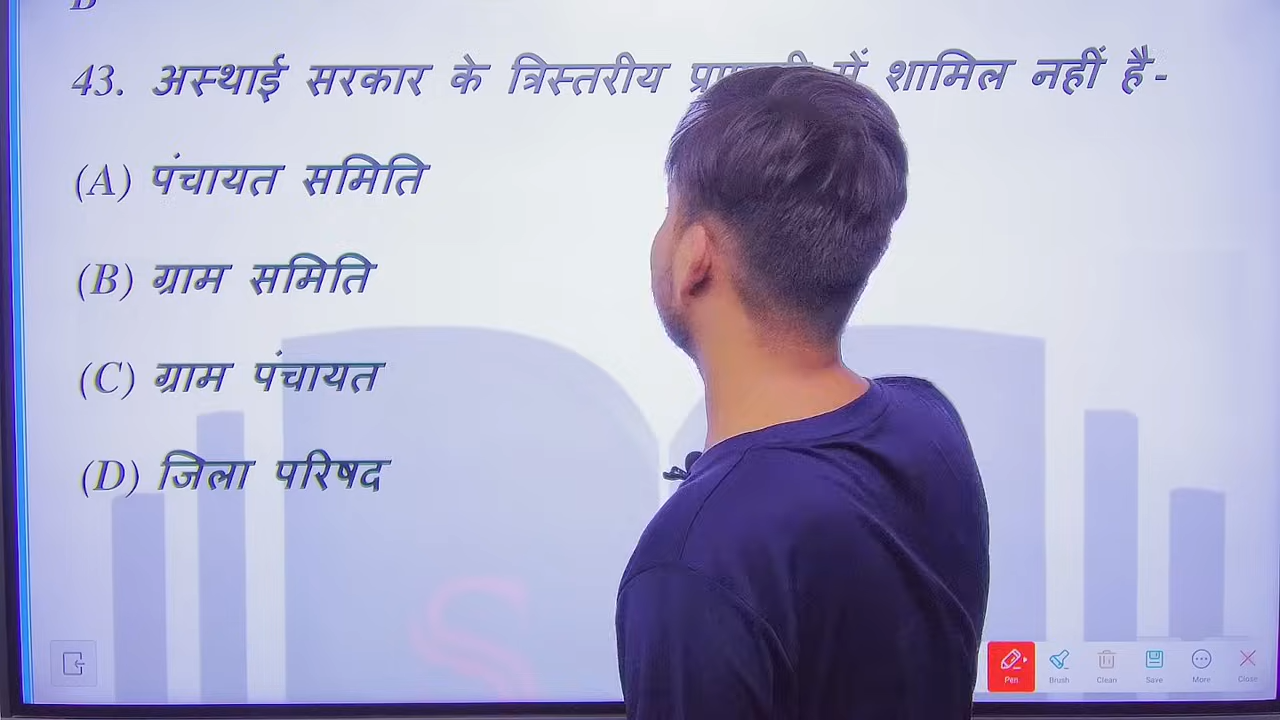 B
43. अस्थाई सरकार के त्रिस्तरीय में शामिल नहीं है-
(A) पंचायत समिति
(B) ग्राम समिति
(C) ग्राम पंचायत
(D) जिला परिषद
S
Pen Brush Clean Save More Close